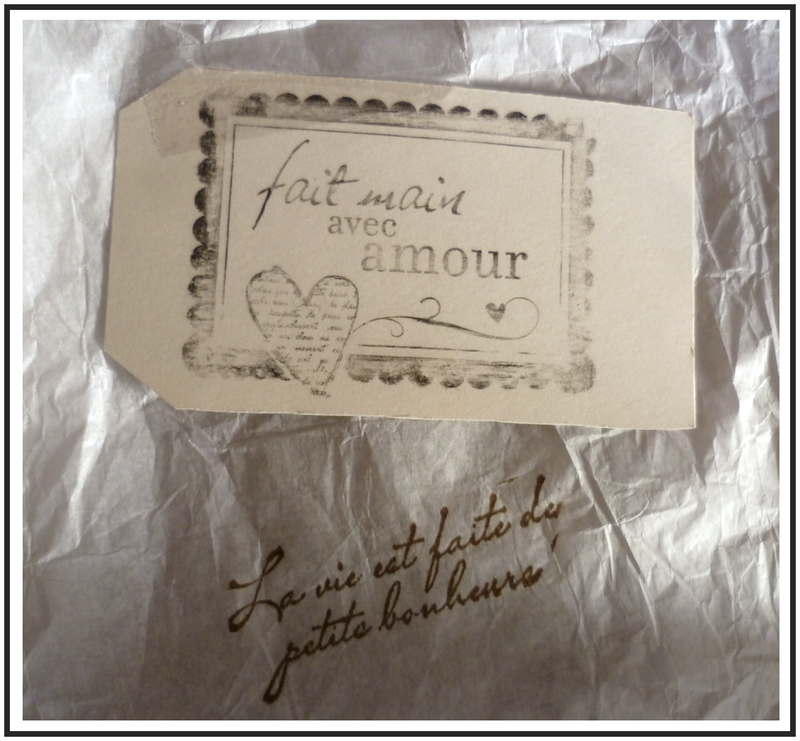 fait main
avec
amour
La vie est faite de
petits bonheurs